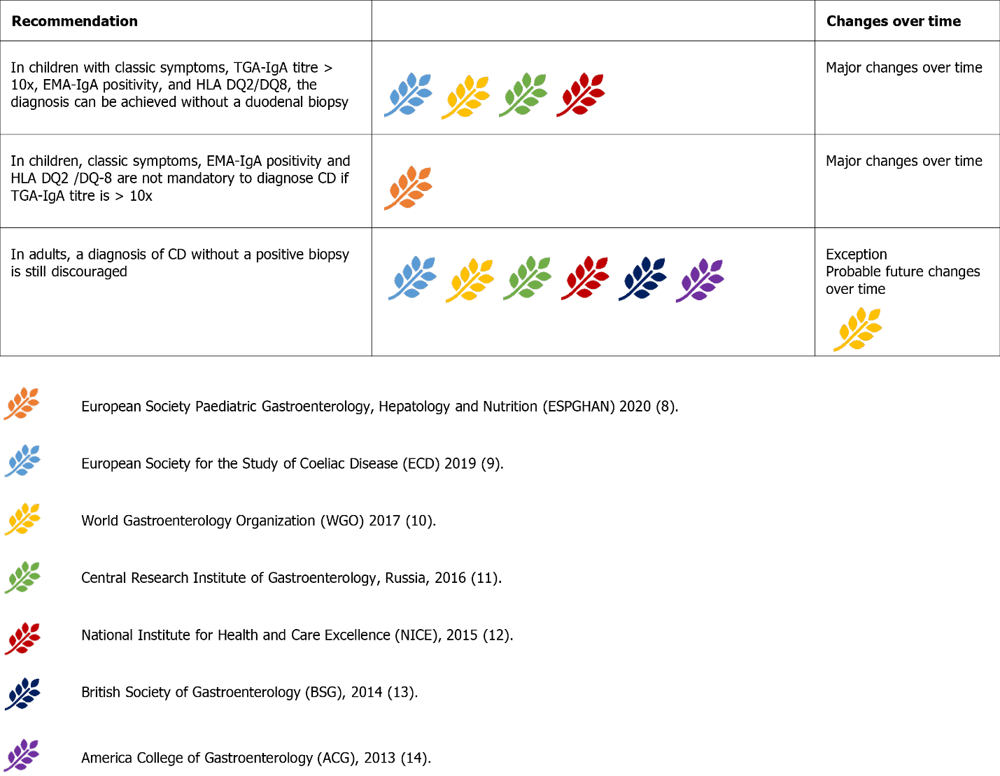 Recommendation
Changes over time
In children with classic symptoms, TGA-IgA titre >
10x, EMA-IgA positivity, and HLA DQ2/DQ8, the
diagnosis can be achieved without a duodenal biopsy
Major changes over time
In children, classic symptoms, EMA-IgA positivity and
HLA DQ2 /DQ-8 are not mandatory to diagnose CD if
TGA-IgA titre is > 10x
Major changes over time
In adults, a diagnosis of CD without a positive biopsy
is still discouraged
Exception
Probable future changes
over time
European Society Paediatric Gastroenterology, Hepatology and Nutrition (ESPGHAN) 2020 (8).
European Society for the Study of Coeliac Disease (ECD) 2019 (9).
World Gastroenterology Organization (WGO) 2017 (10).
Central Research Institute of Gastroenterology, Russia, 2016 (11).
National Institute for Health and Care Excellence (NICE), 2015 (12).
British Society of Gastroenterology (BSG), 2014 (13).
America College of Gastroenterology (ACG), 2013 (14).